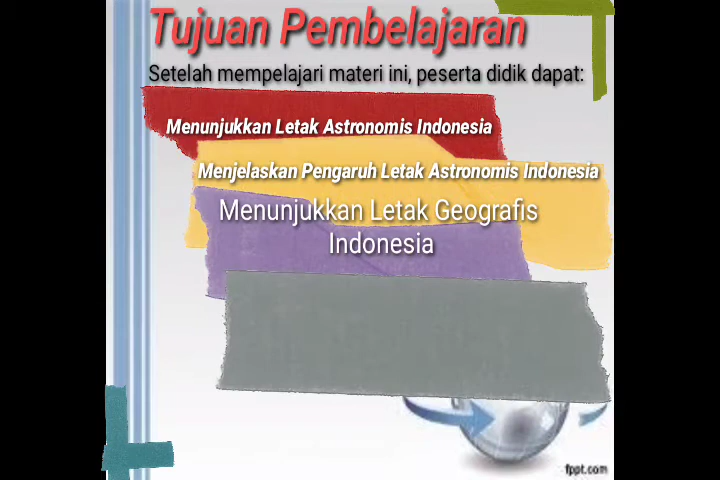 Tujuan Pembelajaran
Setelah mempelajari materi ini, peserta didik dapat:
Menunjukkan Letak Astronomis Indonesia
Menjelaskan Pengaruh Letak Astronomis Indonesia
Menunjukkan Letak Geografis
Indonesia
fppt.com